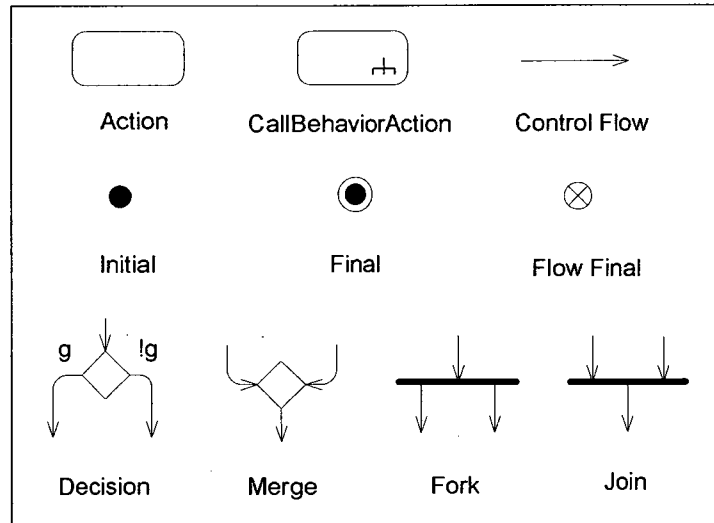 Action CallBehaviorAction Control Flow
Initial Final Flow Final
g !g
Decision Merge Fork Join